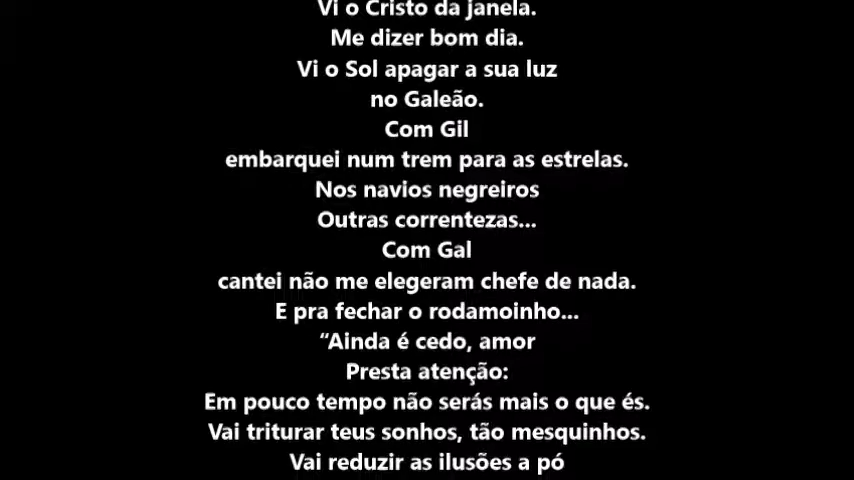 Vi o Cristo da janela.
Me dizer bom dia.
Vi o Sol apagar a sua luz
no Galeão.
Com Gil
embarquei num trem para as estrelas.
Nos navios negreiros
Outras correntezas...
Com Gal
cantei não me elegeram chefe de nada.
E pra fechar o rodamoinho...
“Ainda é cedo, amor
Presta atenção:
Em pouco tempo não serás mais o que és.
Vai triturar teus sonhos, tão mesquinhos.
Vai reduzir as ilusões a pó